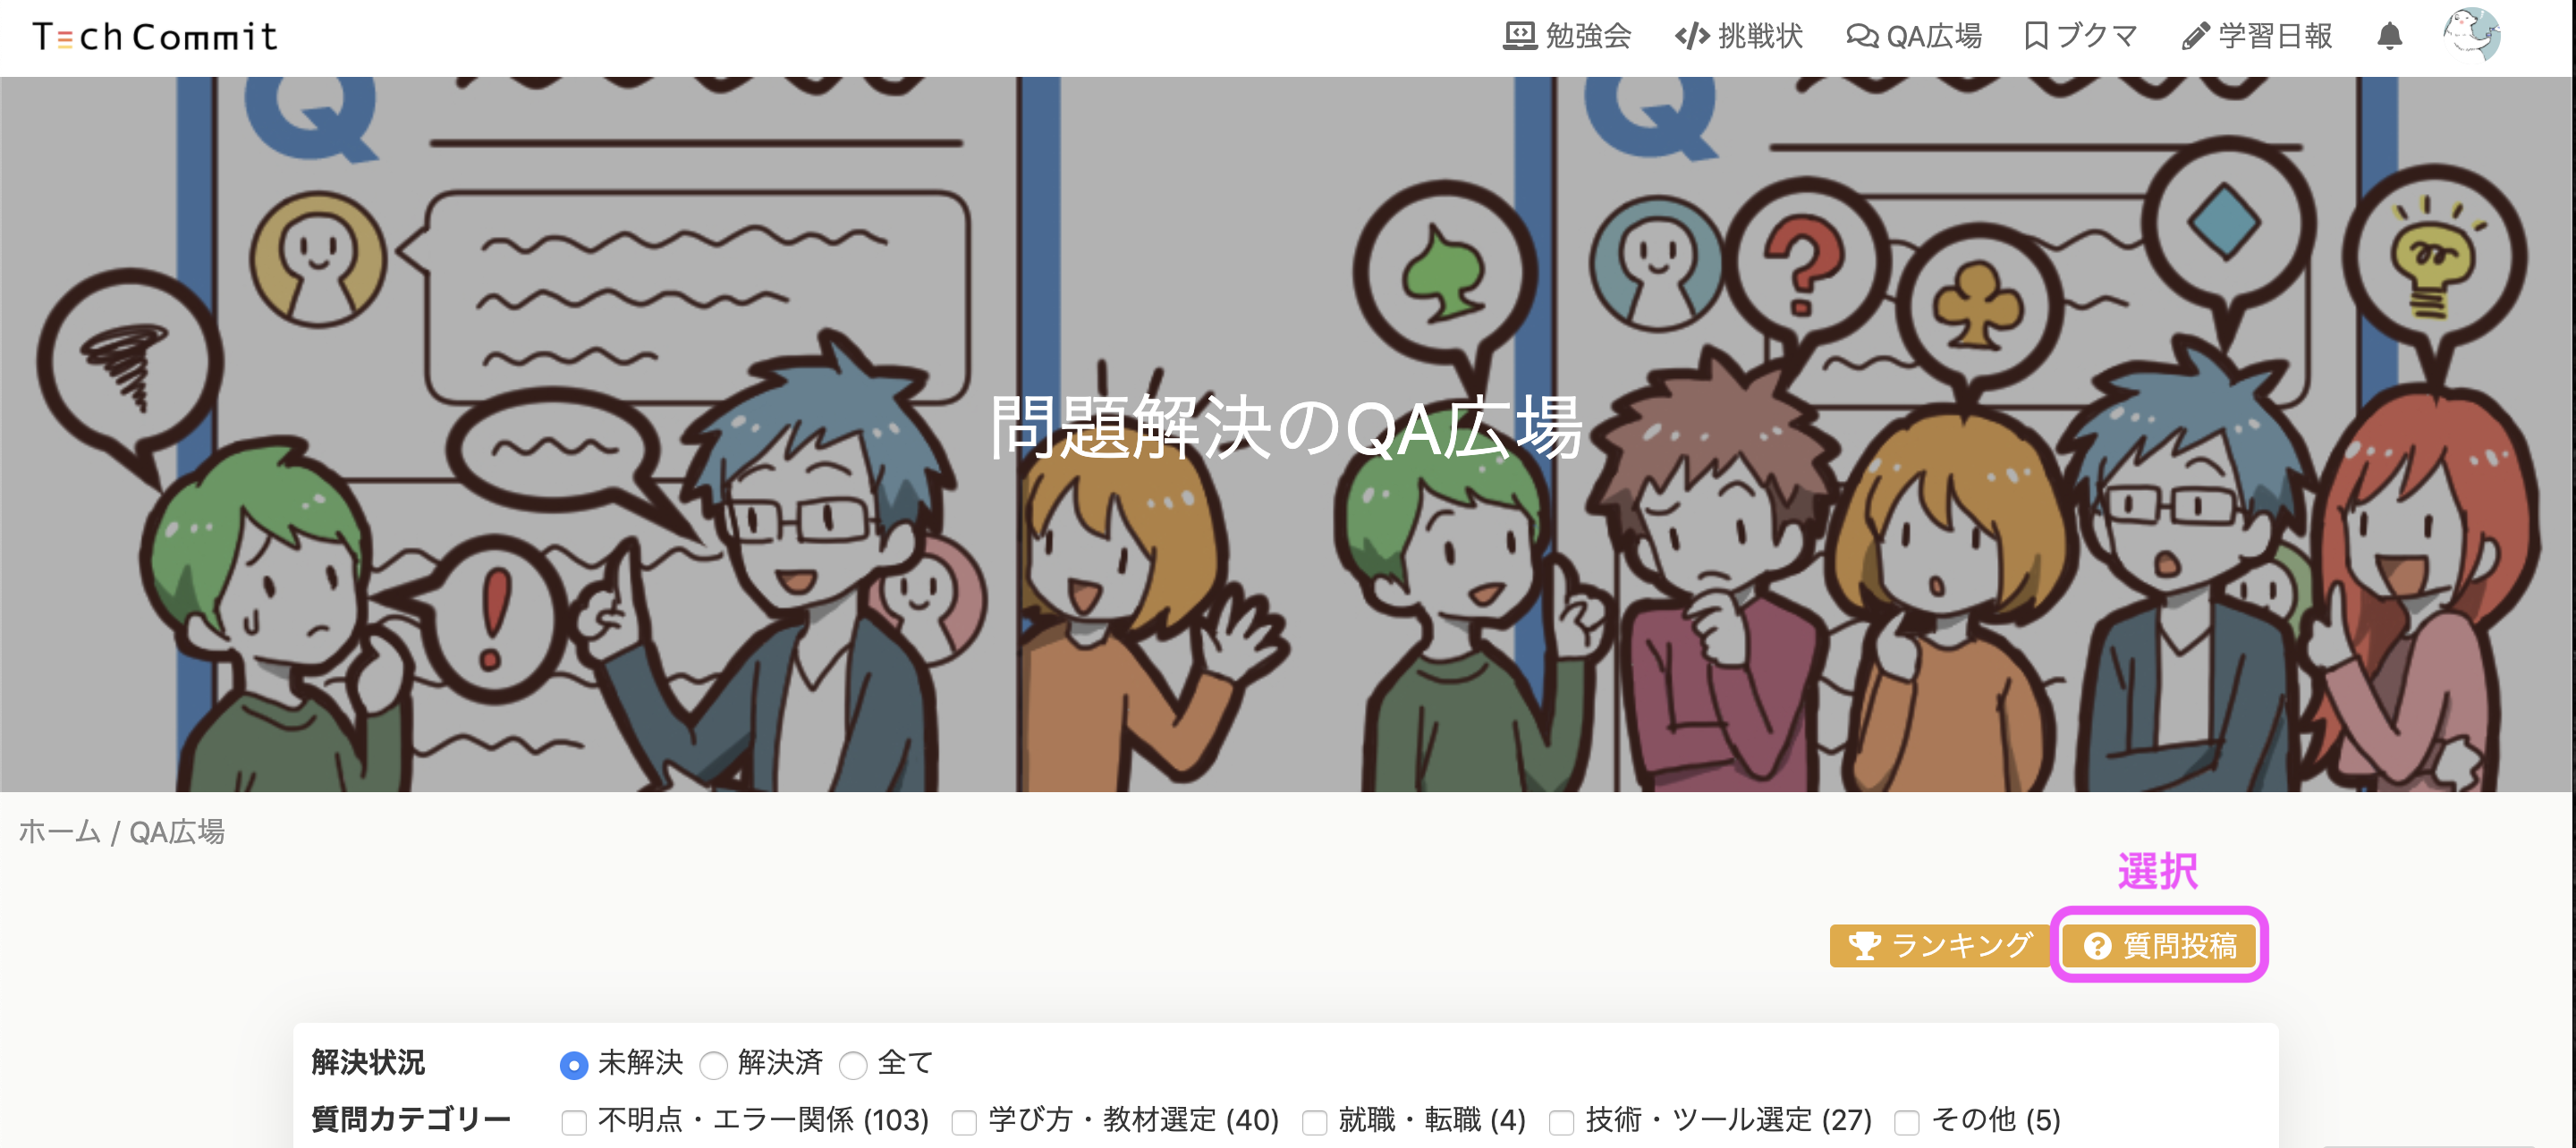 Tech Commit
勉強会 挑戦状 QA広場 ブクマ 学習日報
Q Q
? ! 
問題解決のQA広場
ホーム / QA広場
選択
ランキング ? 質問投稿
解決状況 未解決 解決済 全て
質問カテゴリー 不明点・エラー関係 (103) 学び方・教材選定 (40) 就職・転職 (4) 技術・ツール選定 (27) その他 (5)